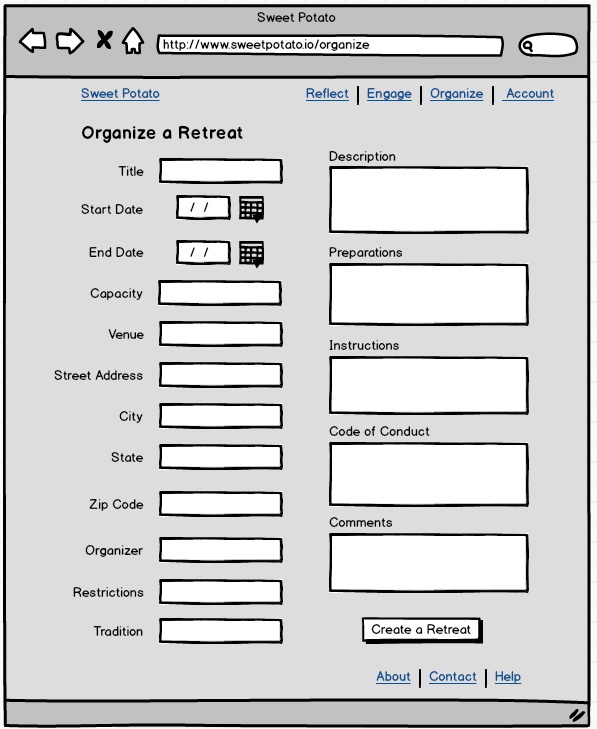 Sweet Potato
http://www.sweetpotato.io/organize
Sweet Potato
Reflect | Engage | Organize | Account
Organize a Retreat
Title
Start Date / /
End Date / /
Capacity
Venue
Street Address
City
State
Zip Code
Organizer
Restrictions
Tradition
Description
Preparations
Instructions
Code of Conduct
Comments
Create a Retreat
About | Contact | Help